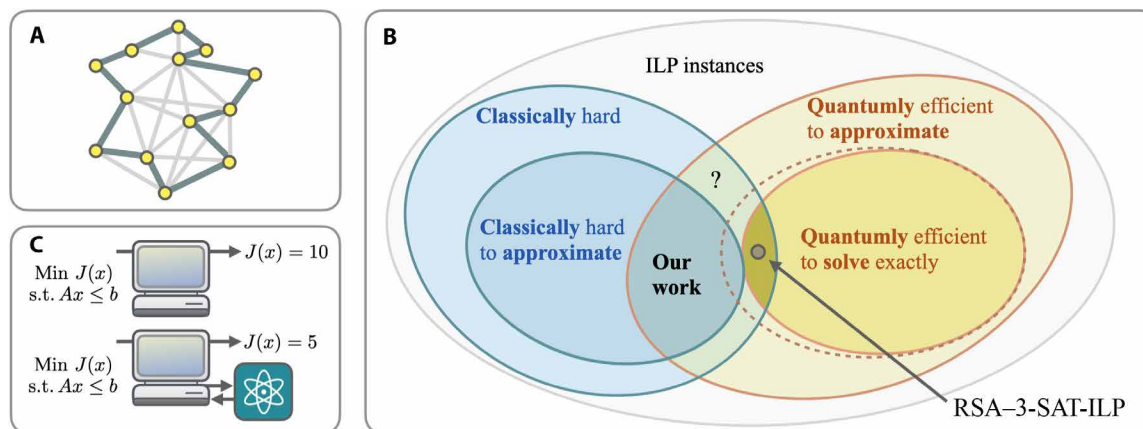 A
C
Min J(x)
s.t. Ax ≤ b
J(x) = 10
Min J(x)
s.t. Ax ≤ b
J(x) = 5
B
ILP instances
Classically hard
Quantumly efficient
to approximate
?
Classically hard
to approximate
Our
work
Quantumly efficient
to solve exactly
RSA–3-SAT-ILP